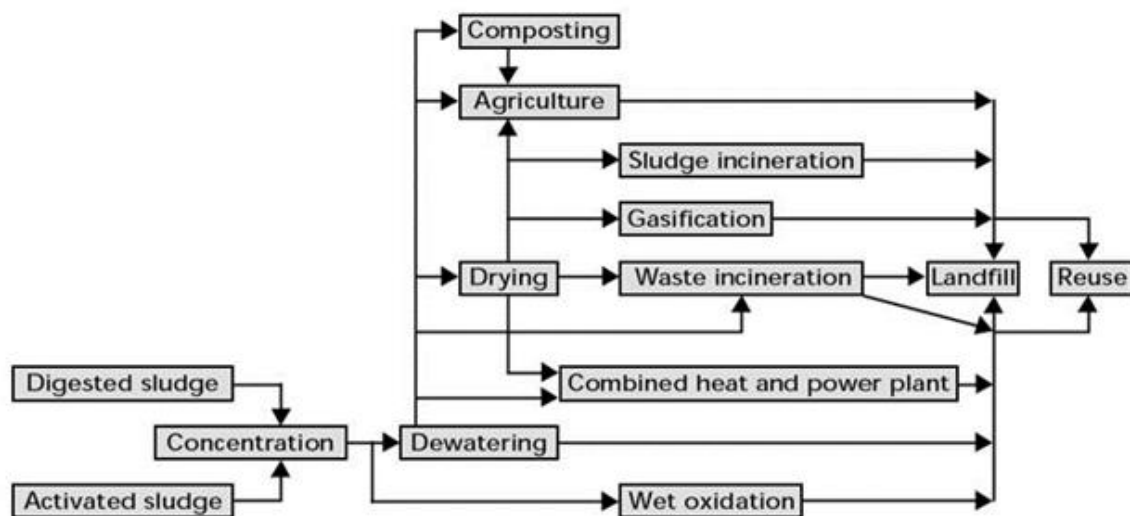 Composting
Agriculture
Sludge incineration
Gasification
Drying
Waste incineration
Landfill
Reuse
Digested sludge
Combined heat and power plant
Concentration
Dewatering
Activated sludge
Wet oxidation